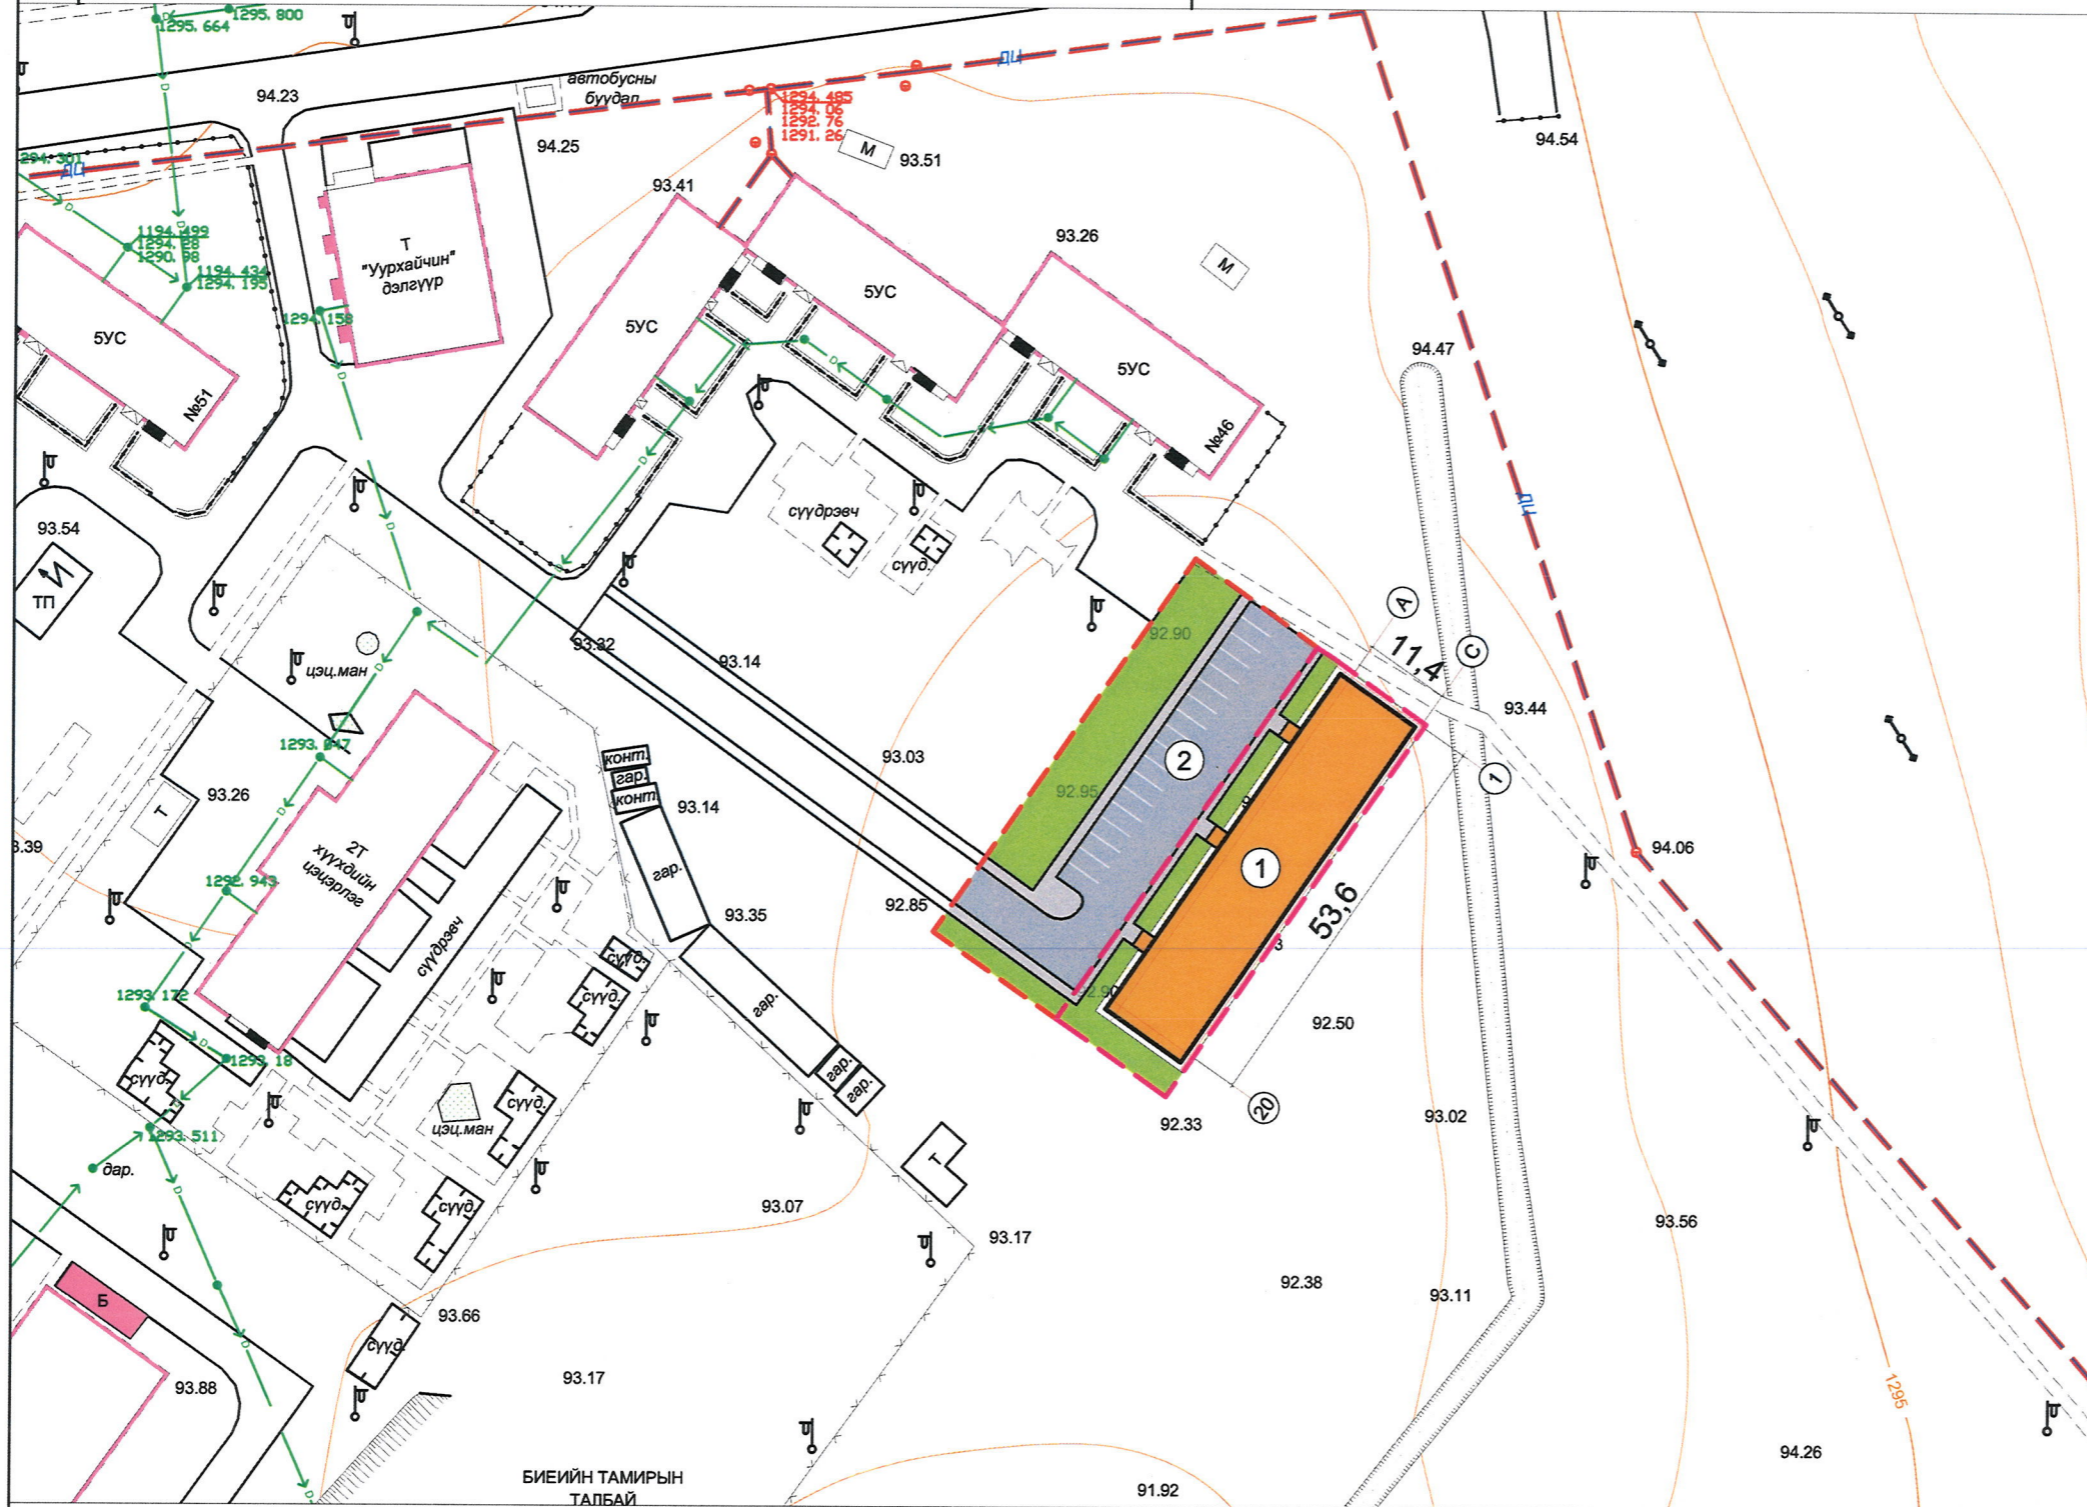 1295. 800
1295. 664
94.23
автобусны
буудал
ДЦ
94.25
1294. 485
1294. 06
1292. 76
1291. 26
М
93.51
94.54
1294. 301
ДЦ
93.41
1194. 499
1294. 28
1290. 98
1194. 434
1294. 195
Т
"Уурхайчин"
дэлгүүр
93.26
М
1294. 158
5УС
5УС
5УС
5УС
94.47
№51
№46
ДЦ
93.54
ТП
сүүдрэвч
сүүд.
93.32
93.14
92.90
А
11,4
С
цэц.ман
93.44
1293. 847
конт.
гар.
конт.
93.14
93.03
92.95
2
1
93.26
Т
94.06
2Т
хүүхдийн
цэцэрлэг
гар.
1
53,6
3
1292. 943
93.35
92.85
сүүдрэвч
сүүд.
сүүд.
гар.
92.90
1293. 172
92.50
1293. 18
сүүд.
гар.
гар.
20
сүүд.
цэц.ман
92.33
93.02
1293. 511
дар.
Т
сүүд.
сүүд.
93.07
93.17
93.56
92.38
93.11
Б
93.66
сүүд.
93.88
93.17
1295
94.26
БИЕИЙН ТАМИРЫН
ТАЛБАЙ
91.92